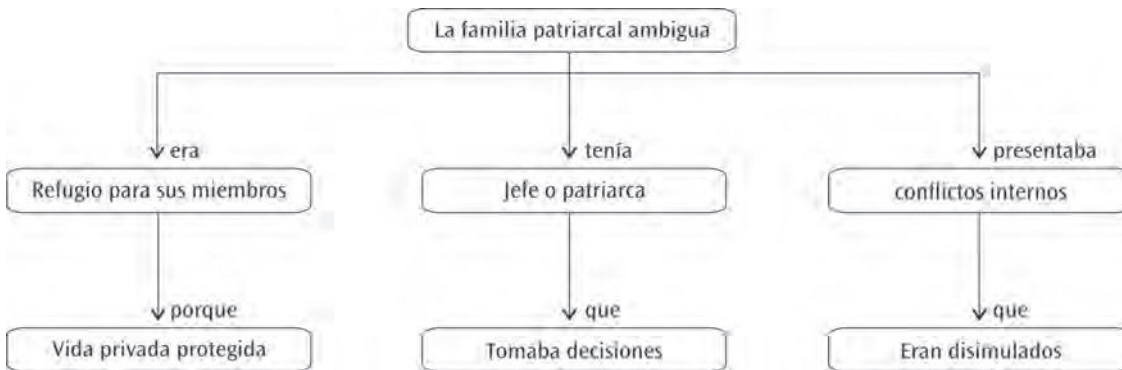 La familia patriarcal ambigua
era
tenía
presentaba
Refugio para sus miembros
Jefe o patriarca
conflictos internos
porque
que
que
Vida privada protegida
Tomaba decisiones
Eran disimulados